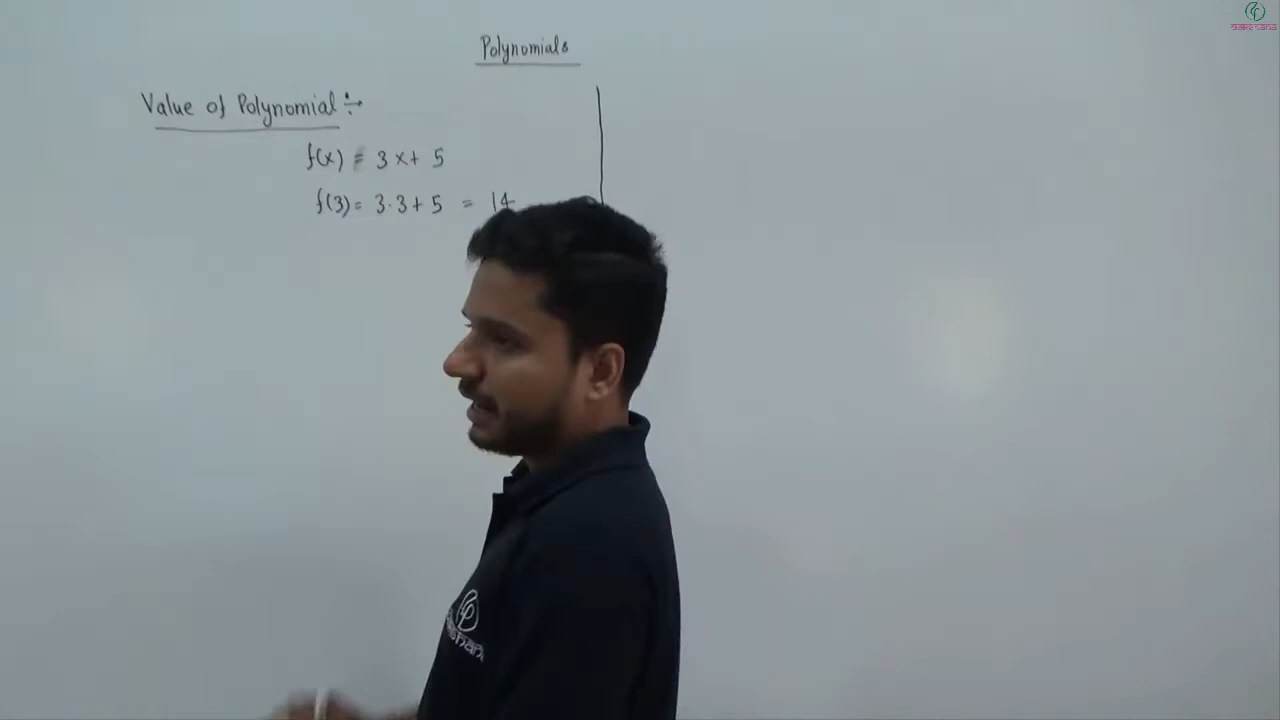 Polynomials
Value of Polynomial :→
f(x) = 3x + 5
f(3) = 3.3 + 5 = 14